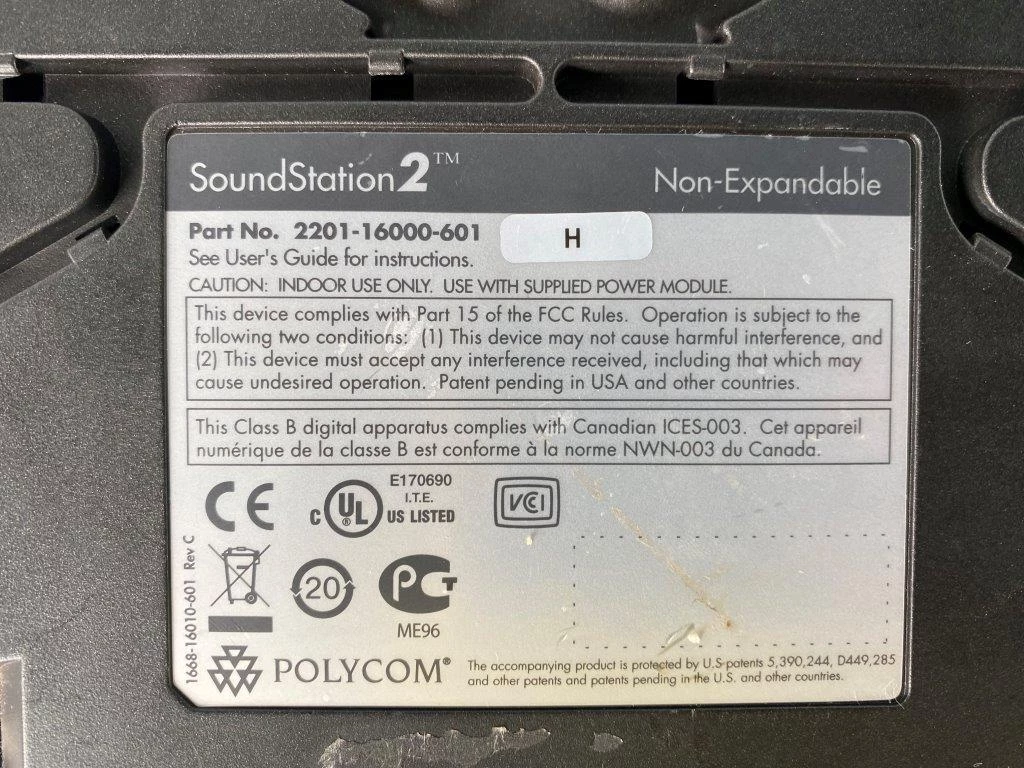 SoundStation2™ Non-Expandable
Part No. 2201-16000-601 H
See User's Guide for instructions.
CAUTION: INDOOR USE ONLY. USE WITH SUPPLIED POWER MODULE.
This device complies with Part 15 of the FCC Rules. Operation is subject to the
following two conditions: (1) This device may not cause harmful interference, and
(2) This device must accept any interference received, including that which may
cause undesired operation. Patent pending in USA and other countries.
This Class B digital apparatus complies with Canadian ICES-003. Cet appareil
numérique de la classe B est conforme à la norme NWN-003 du Canada.
CE
C UL® US LISTED
E170690
I.T.E.
VCI
1668-16010-601 Rev C
20
PCT
ME96
POLYCOM®
The accompanying product is protected by U.S patents 5,390,244, D449,285
and other patents and patents pending in the U.S. and other countries.